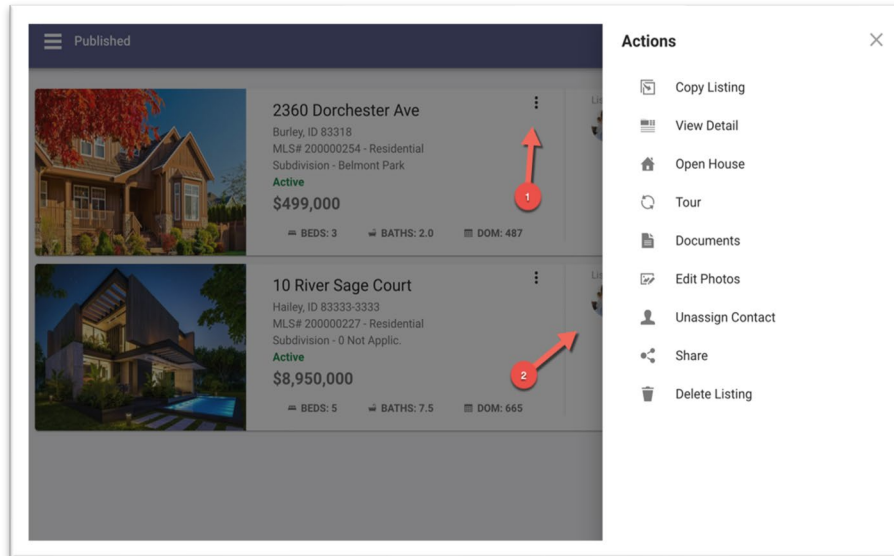 Published
2360 Dorchester Ave
Burley, ID 83318
MLS# 200000254 - Residential
Subdivision - Belmont Park
Active
$499,000
BEDS: 3 BATHS: 2.0 DOM: 487
1
10 River Sage Court
Hailey, ID 83333-3333
MLS# 200000227 - Residential
Subdivision - 0 Not Applic.
Active
$8,950,000
BEDS: 5 BATHS: 7.5 DOM: 665
2
Actions
Copy Listing
View Detail
Open House
Tour
Documents
Edit Photos
Unassign Contact
Share
Delete Listing